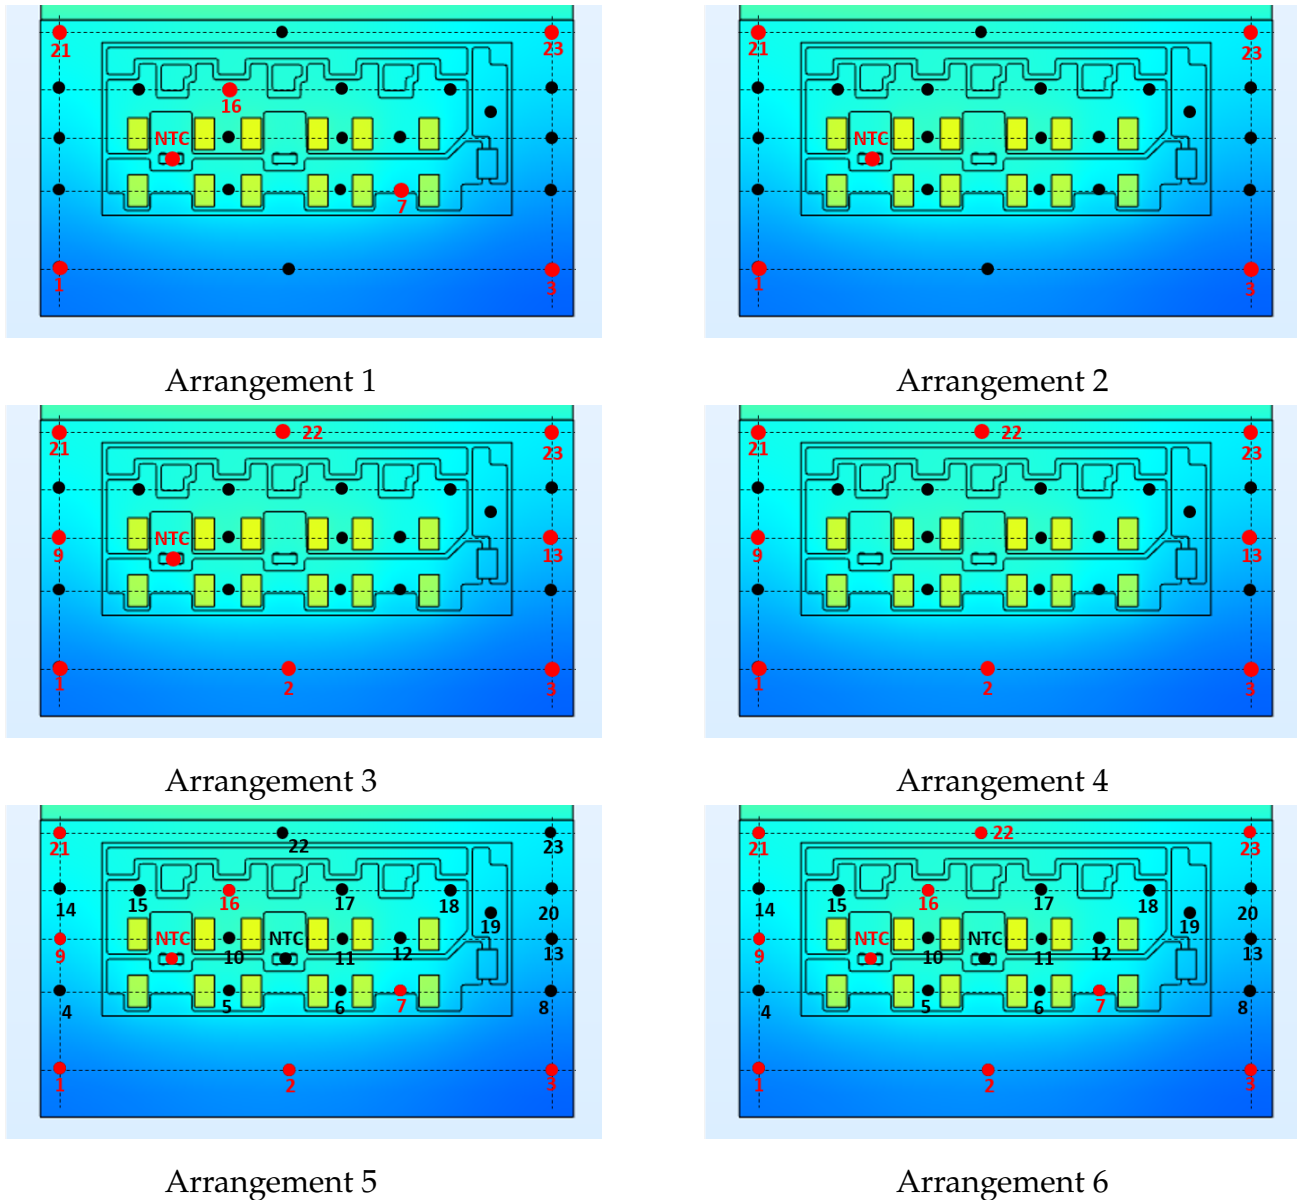 21 23
16
NTC
7
1 3
Arrangement 1
21 23
NTC
1 3
Arrangement 2
21 22 23
NTC
9 13
1 2 3
Arrangement 3
21 22 23
9 13
1 2 3
Arrangement 4
21 22 23
14 15 16 17 18 19 20
9 NTC 10 NTC 11 12 13
4 5 6 7 8
1 2 3
Arrangement 5
21 22 23
14 15 16 17 18 19 20
9 NTC 10 NTC 11 12 13
4 5 6 7 8
1 2 3
Arrangement 6